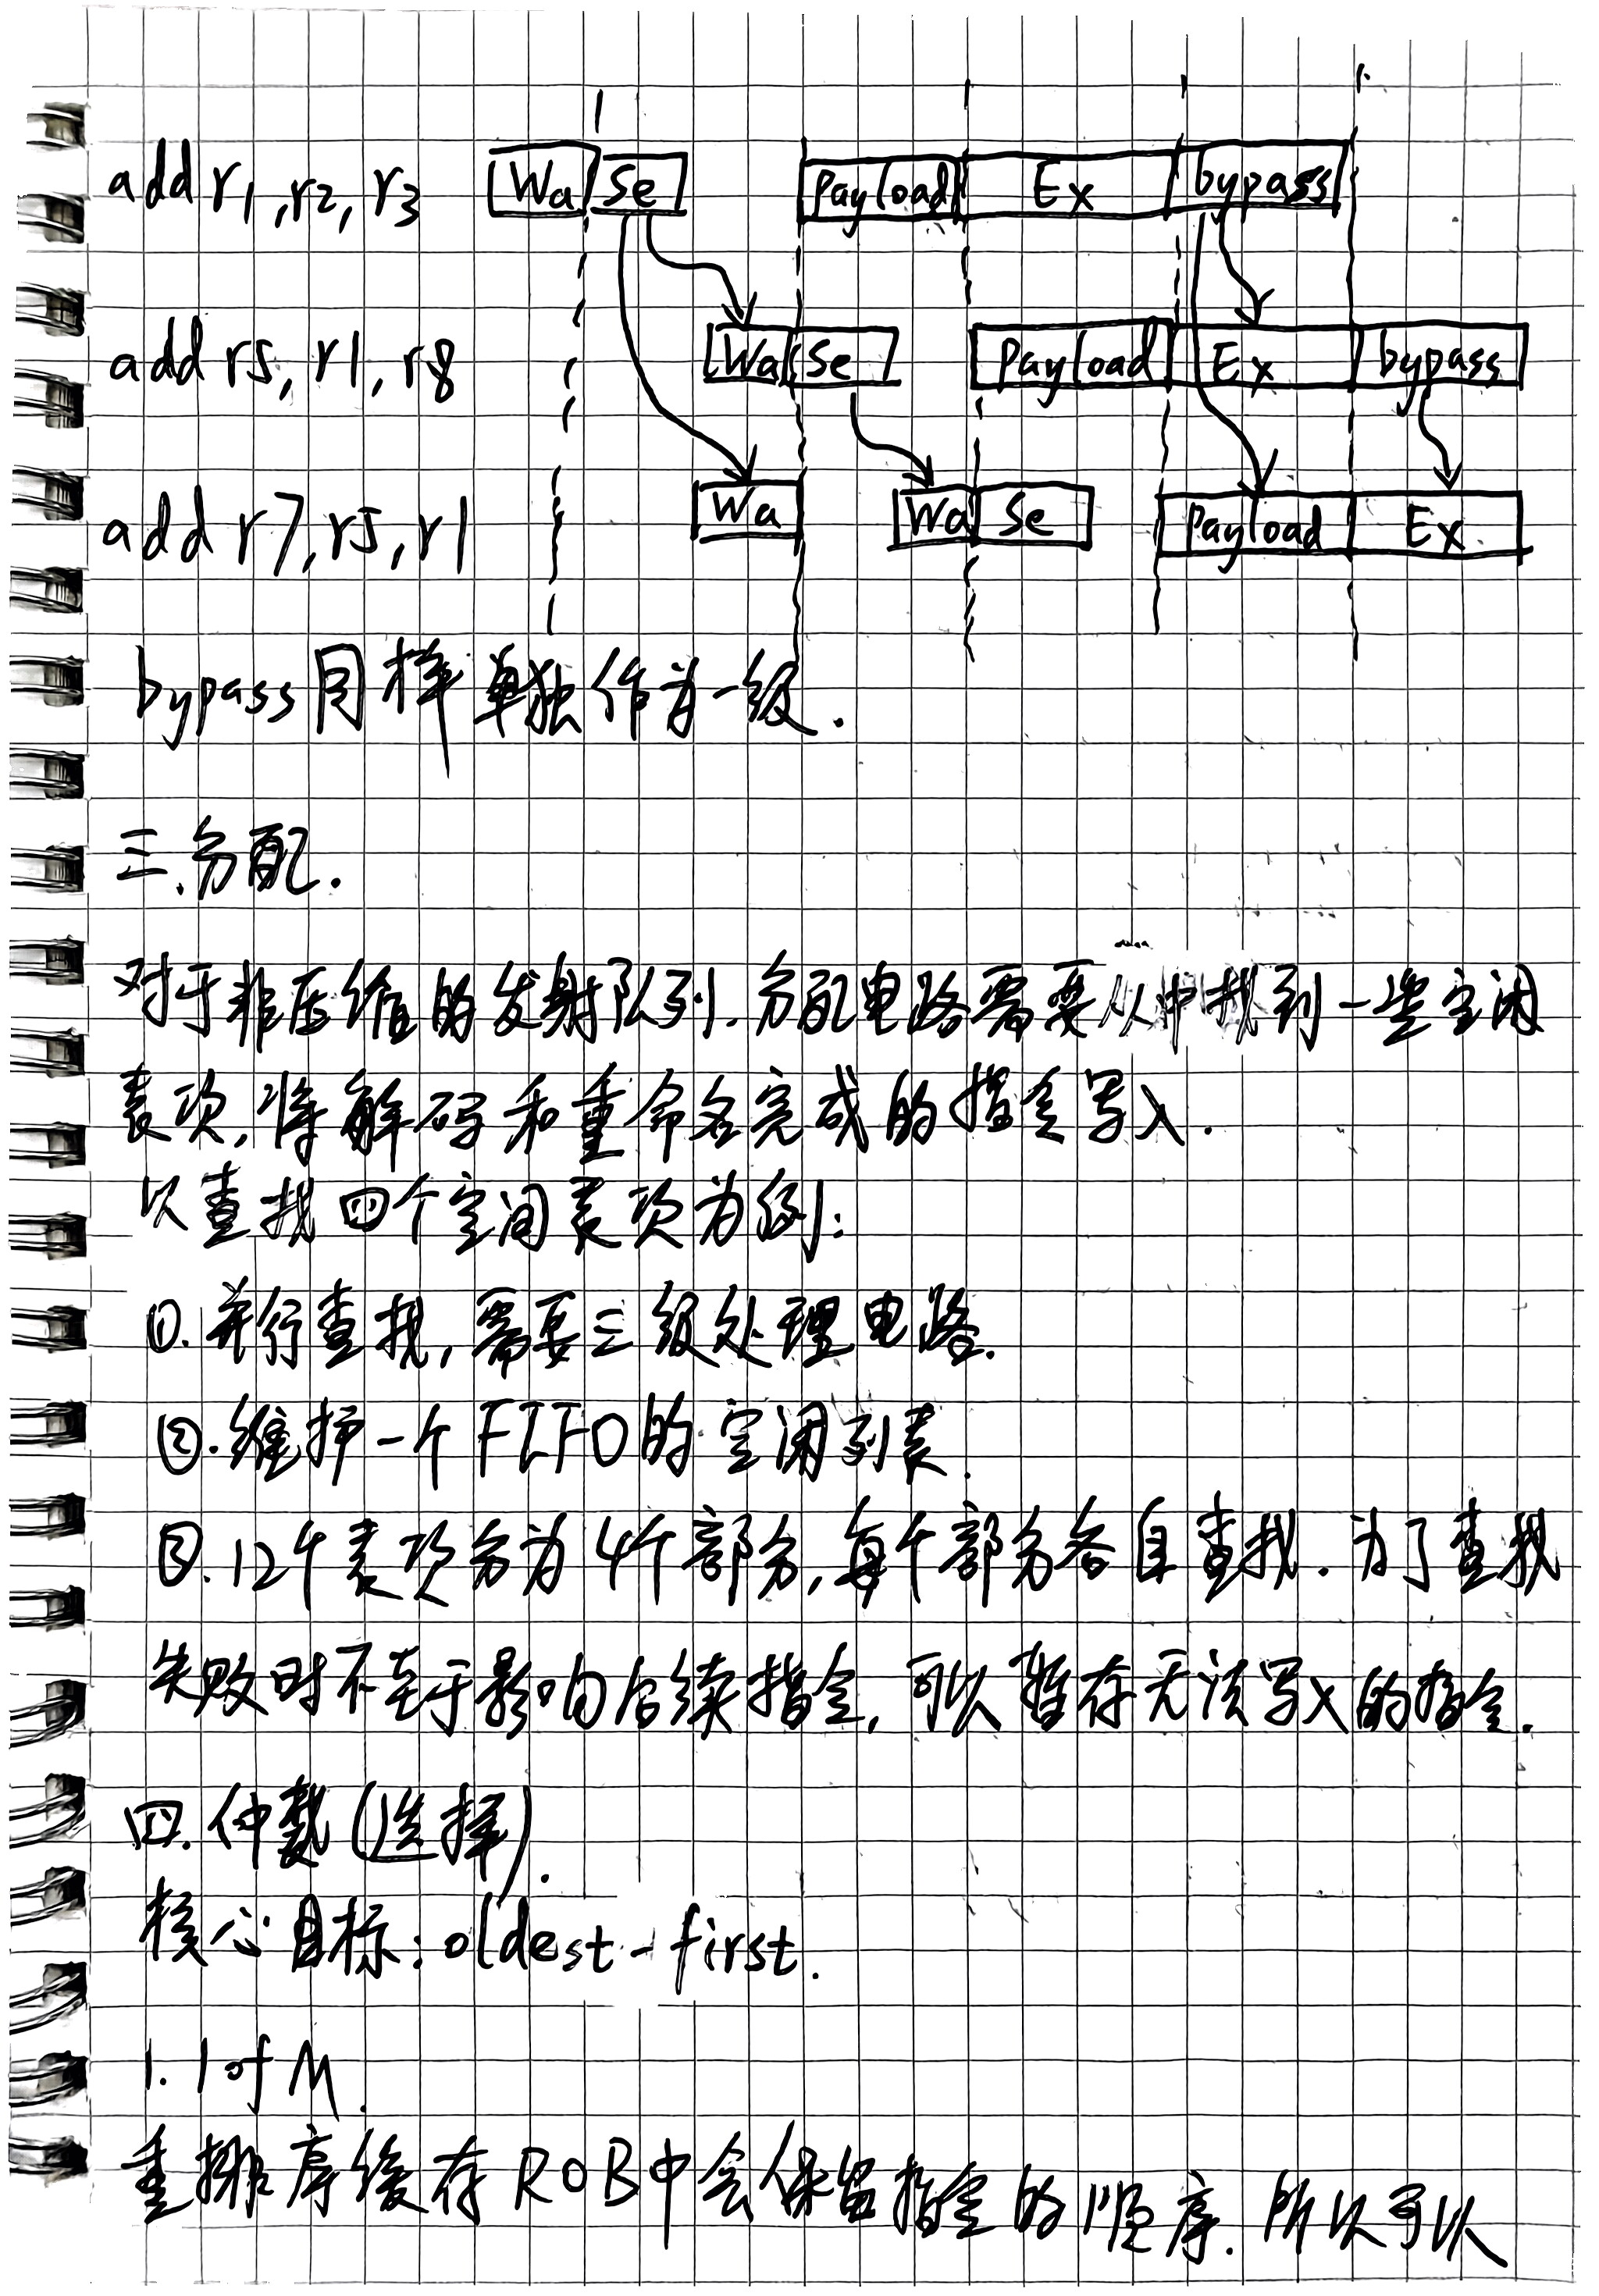 add r1,r2,r3 Wa Se Payload Ex bypass
add r5,r1,r8 Wa Se Payload Ex bypass
add r7,r5,r1 Wa Wa Se Payload Ex
bypass同样单独作为一级.
三.分配.
对于非压缩的发射队列.分配电路需要从中找到一些空闲
表项,将解码和重命名完成的指令写入.
以查找四个空间表项为例:
①.并行查找,需要三级处理电路.
②.维护一个FIFO的空闲列表.
③.12个表项分为4个部分,每个部分各自查找.为了查找
失败时不至于影响后续指令,可以暂存无法写入的指令.
四.仲裁(选择).
核心目标:oldest-first.
1. 1 of M.
重排序缓存ROB中会保留指令的顺序.所以可以